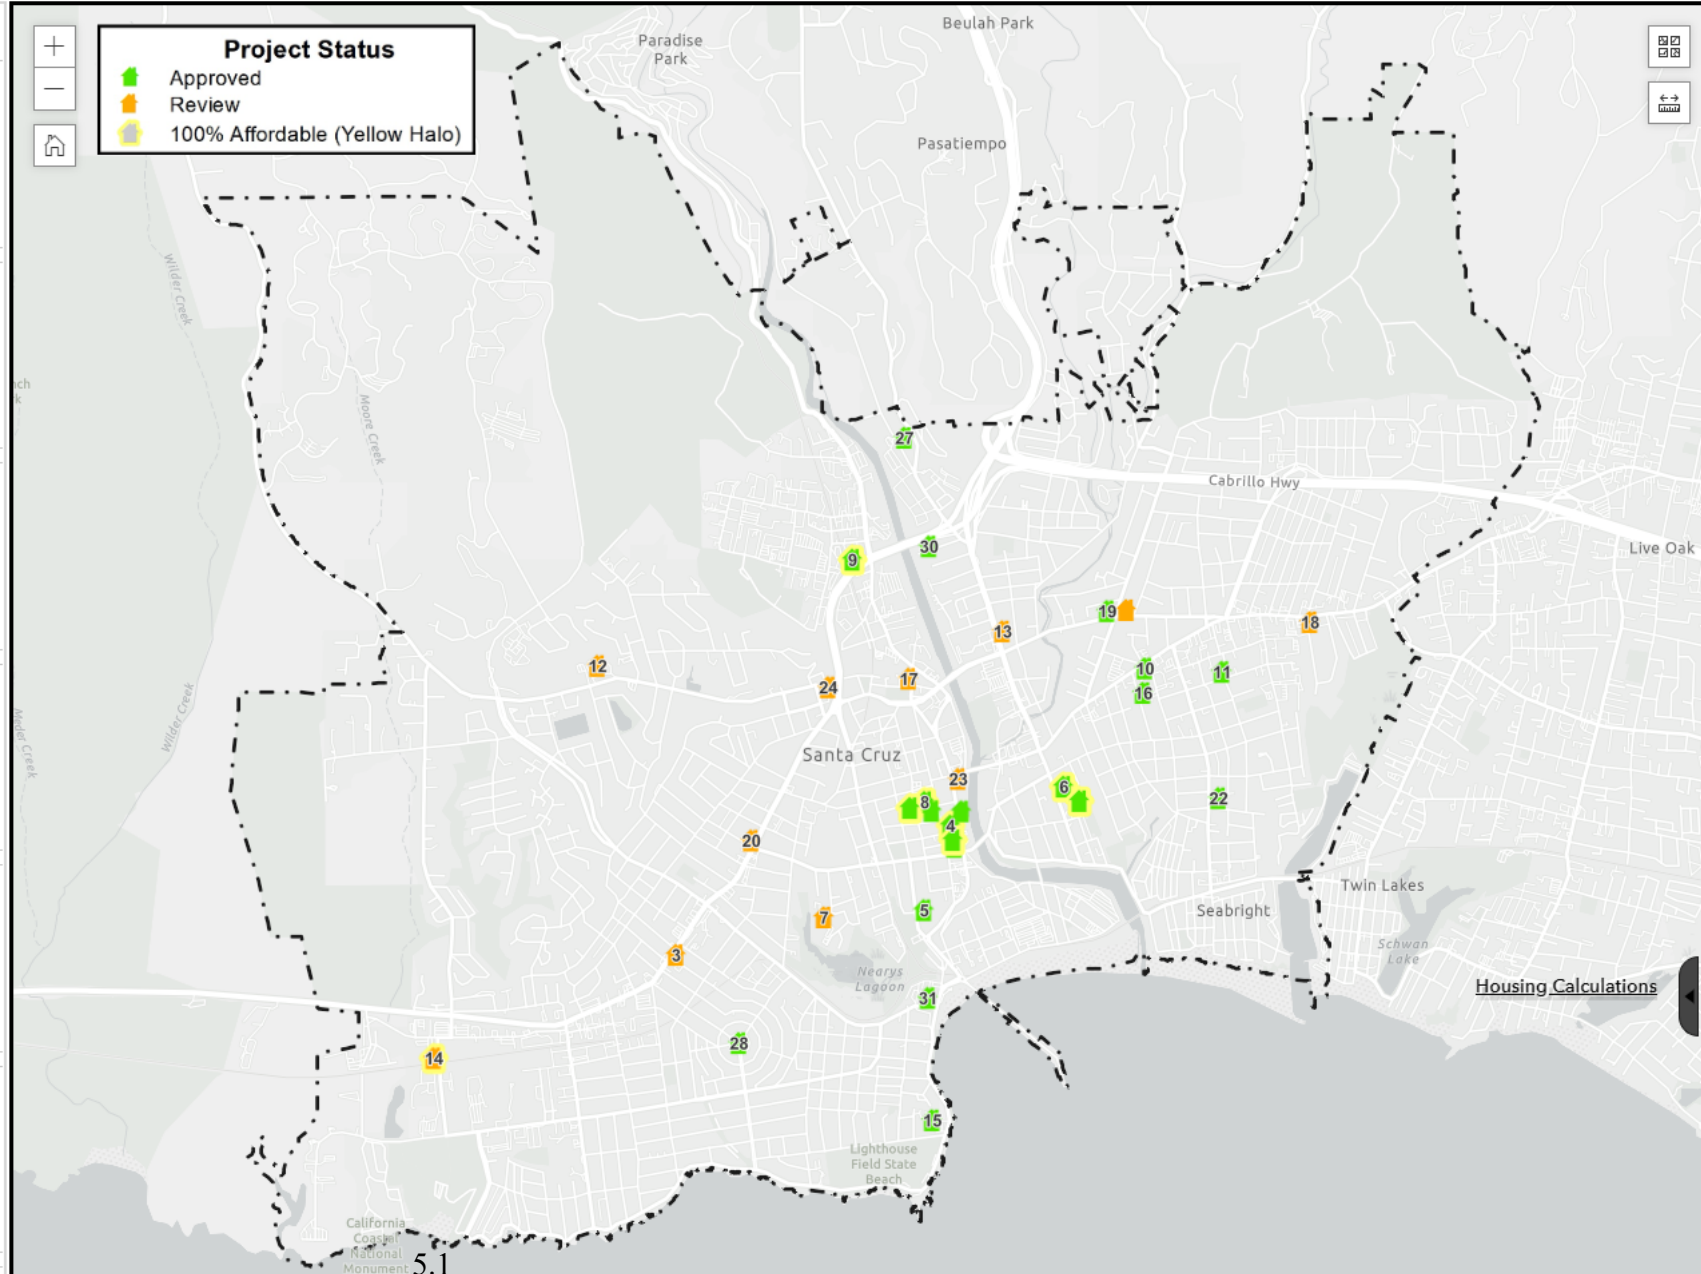 Project Status
Approved
Review
100% Affordable (Yellow Halo)
Beulah Park
Paradise
Park
Pasatiempo
Wilder Creek
Moore Creek
27
Cabrillo Hwy
Live Oak
30
9
19
13
18
12
10
11
24
17
16
Wilder Creek
Meder Creek
Santa Cruz
23
6
22
8
4
20
Twin Lakes
5
Seabright
7
3
Schwan
Lake
Nearys
Lagoon
Housing Calculations
31
28
14
15
Lighthouse
Field State
Beach
California
Coastal
National
Monument
5.1